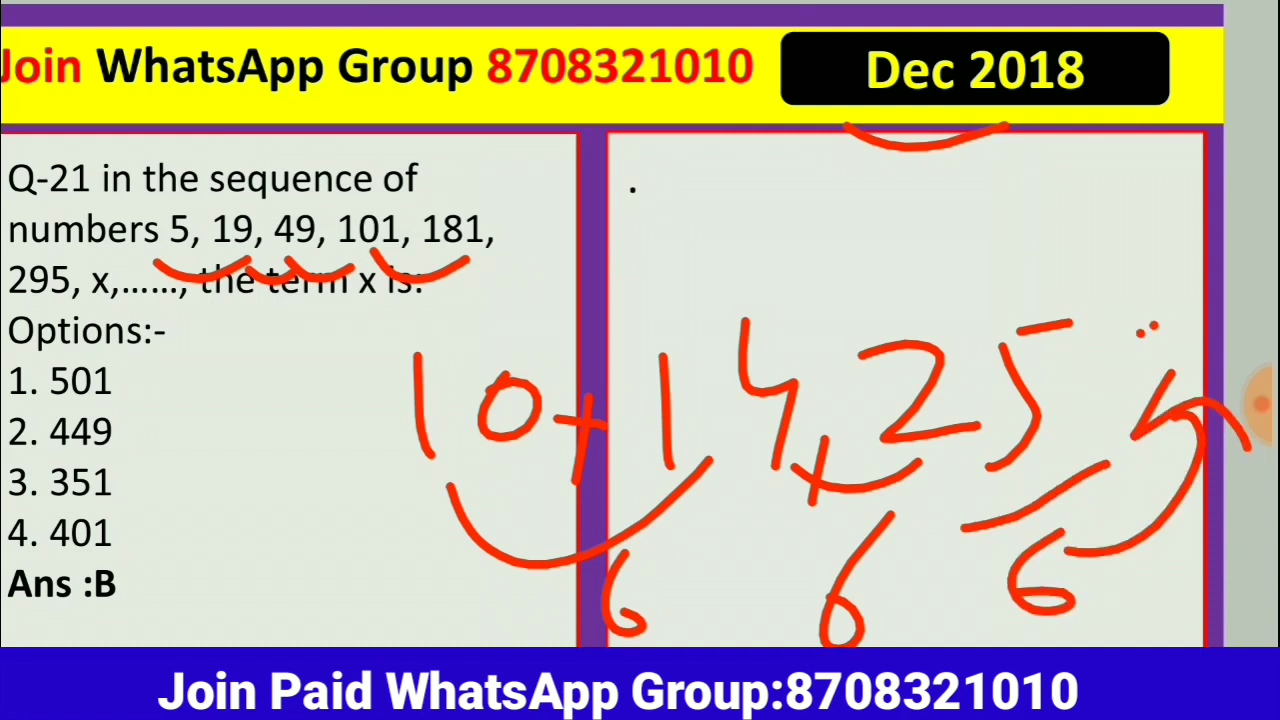 Join WhatsApp Group 8708321010
Dec 2018
Q-21 in the sequence of
numbers 5, 19, 49, 101, 181,
295, x,......, the term x is:
Options:-
1. 501
2. 449
3. 351
4. 401
Ans :B
.
10+ 14, 25
6 6 6
Join Paid WhatsApp Group:8708321010